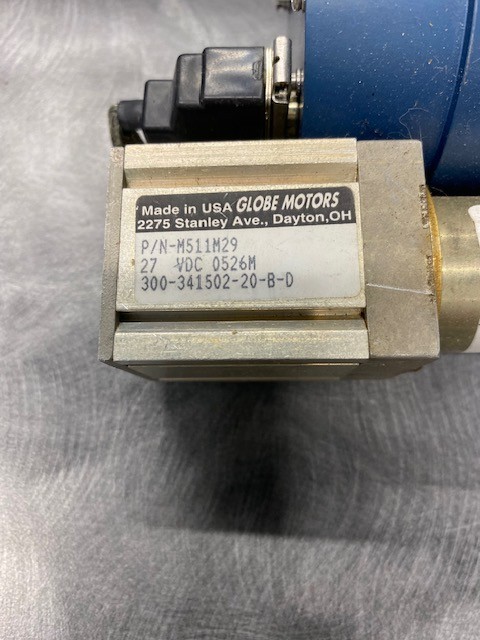 Made in USA GLOBE MOTORS
2275 Stanley Ave., Dayton,OH
P/N-M511M29
27 VDC 0526M
300-341502-20-B-D